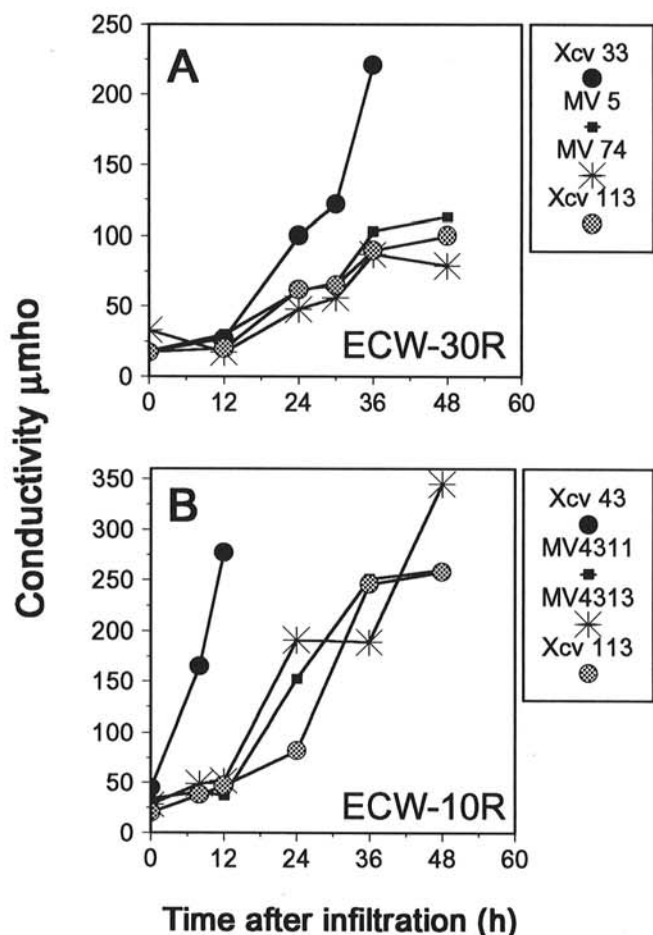 Conductivity µmho
A
250
200
150
100
50
0
0 12 24 36 48 60
ECW-30R
Xcv 33
MV 5
MV 74
Xcv 113
B
350
300
250
200
150
100
50
0
0 12 24 36 48 60
ECW-10R
Xcv 43
MV4311
MV4313
Xcv 113
Time after infiltration (h)